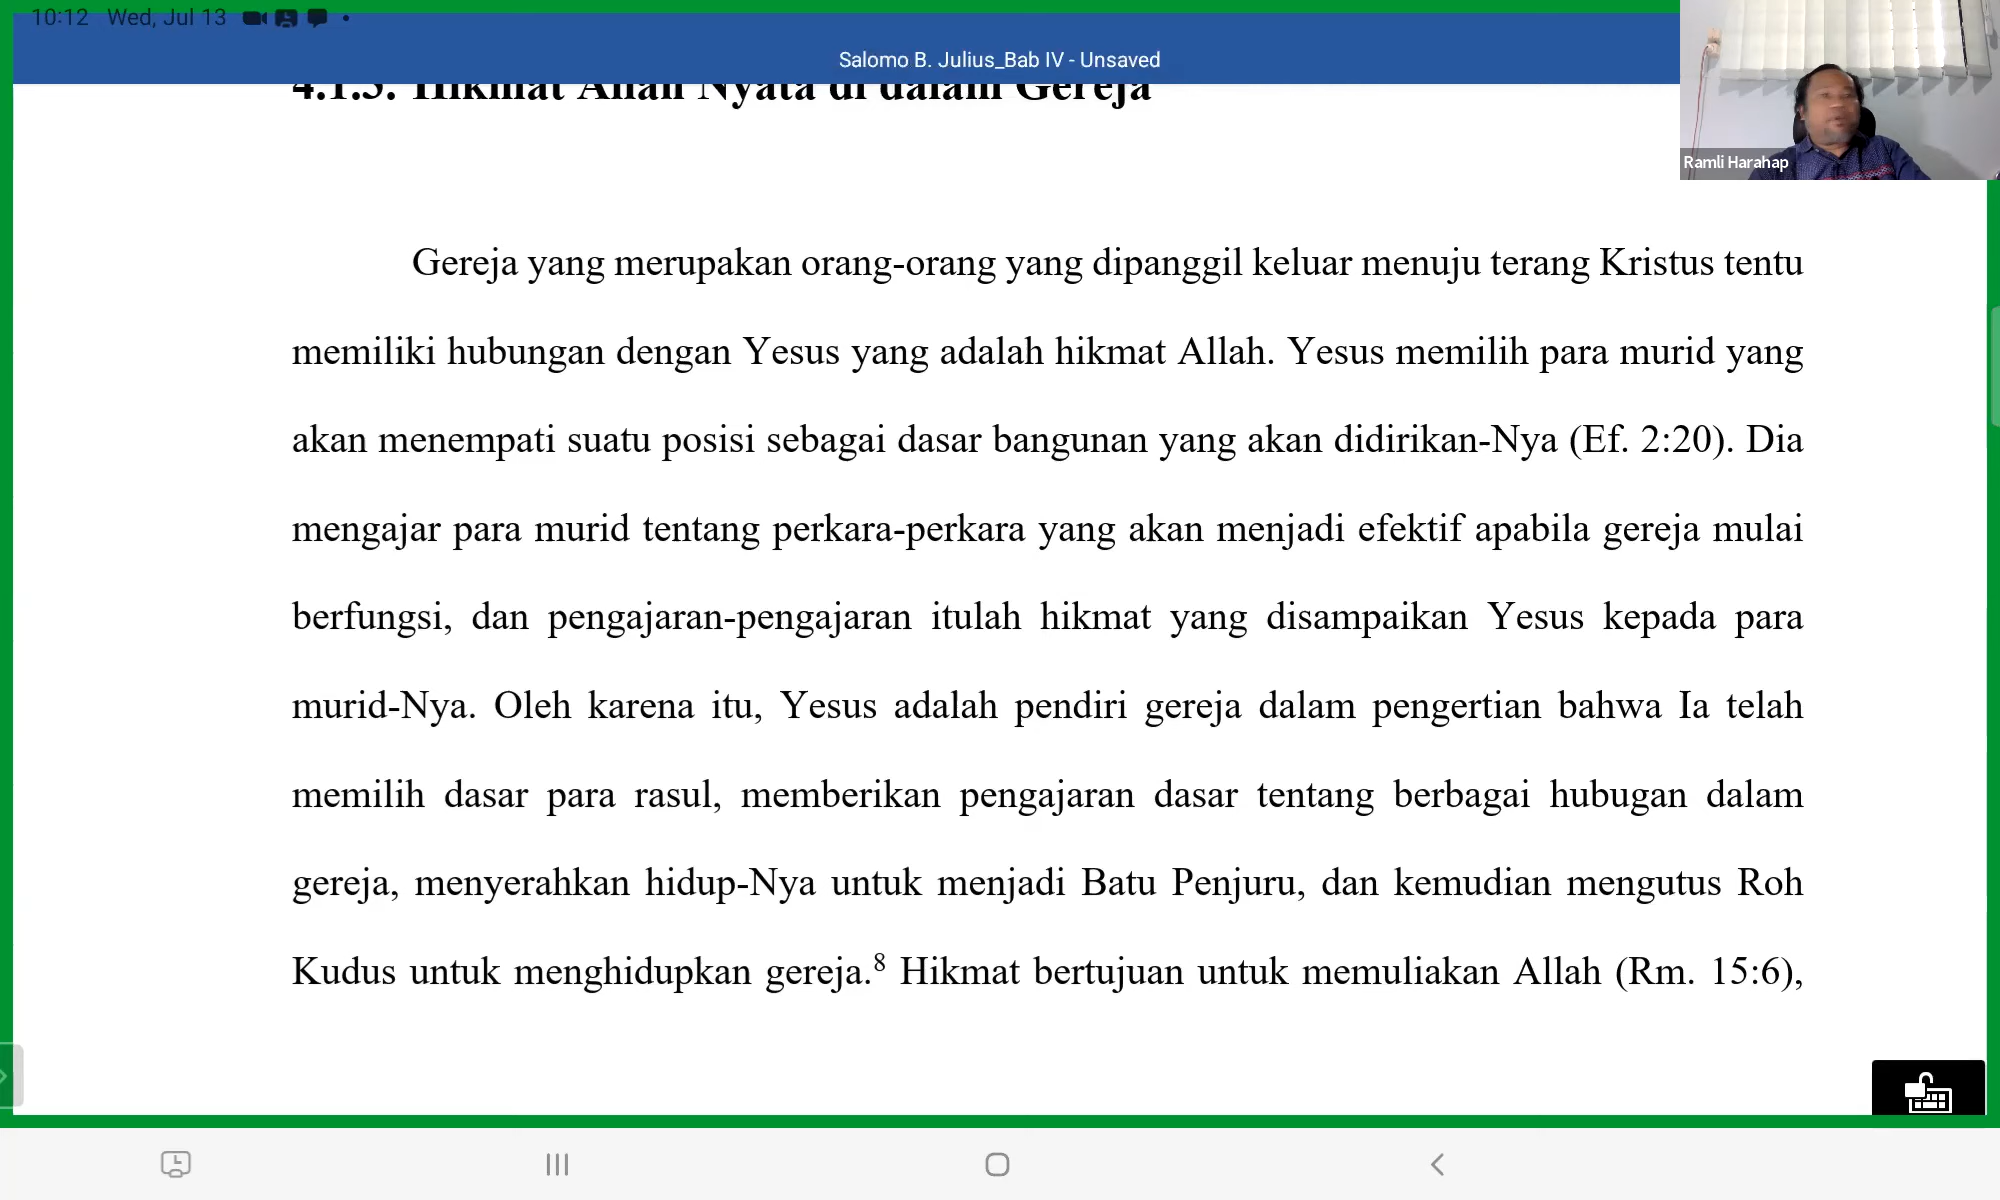 10:12 Wed, Jul 13
Salomo B. Julius_Bab IV - Unsaved
Ramli Harahap
Hikmat Allah Nyata di dalam Gereja
Gereja yang merupakan orang-orang yang dipanggil keluar menuju terang Kristus tentu
memiliki hubungan dengan Yesus yang adalah hikmat Allah. Yesus memilih para murid yang
akan menempati suatu posisi sebagai dasar bangunan yang akan didirikan-Nya (Ef. 2:20). Dia
mengajar para murid tentang perkara-perkara yang akan menjadi efektif apabila gereja mulai
berfungsi, dan pengajaran-pengajaran itulah hikmat yang disampaikan Yesus kepada para
murid-Nya. Oleh karena itu, Yesus adalah pendiri gereja dalam pengertian bahwa Ia telah
memilih dasar para rasul, memberikan pengajaran dasar tentang berbagai hubugan dalam
gereja, menyerahkan hidup-Nya untuk menjadi Batu Penjuru, dan kemudian mengutus Roh
Kudus untuk menghidupkan gereja.⁸ Hikmat bertujuan untuk memuliakan Allah (Rm. 15:6),